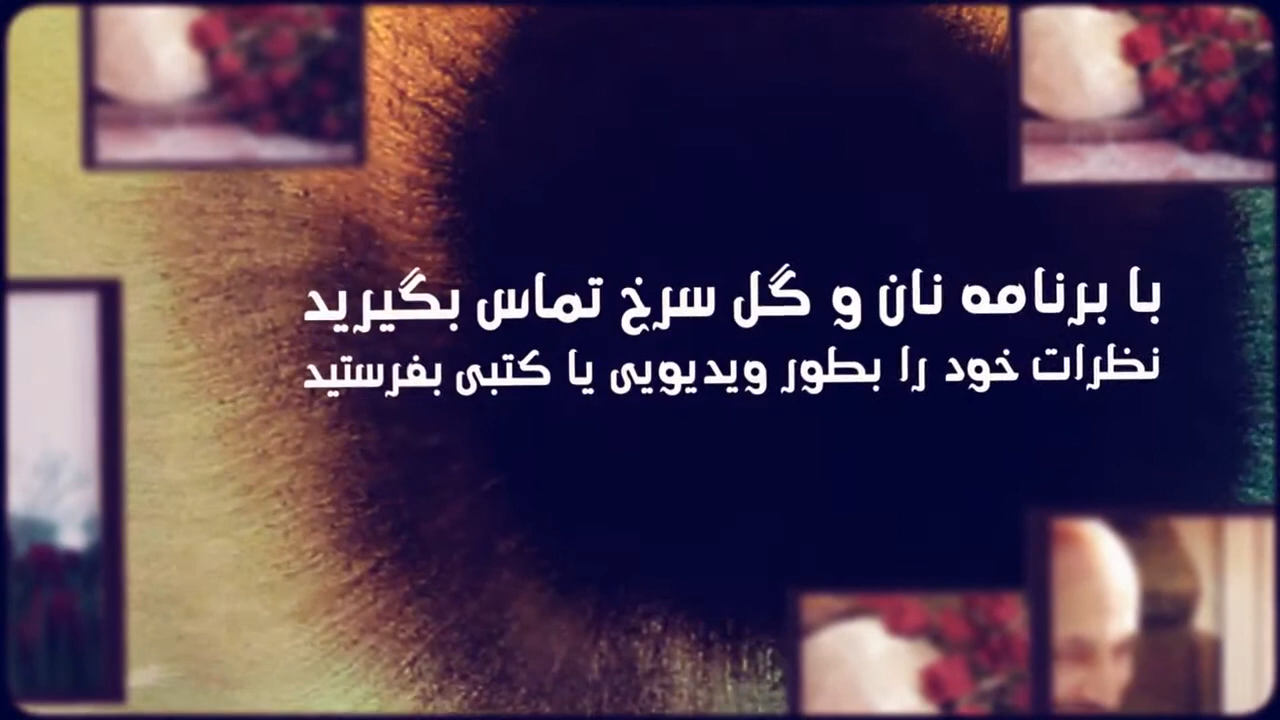 با برنامه نان و گل سرخ تماس بگیرید
نظرات خود را بطور ویدیویی یا کتبی بفرستید